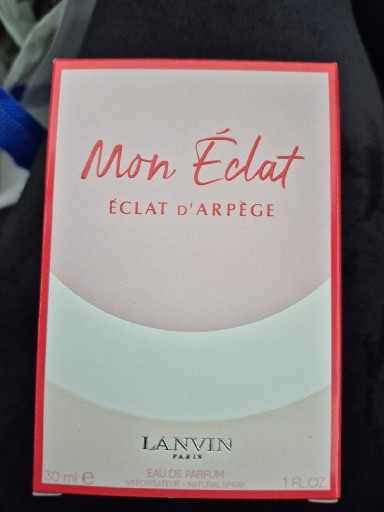 Mon Éclat
ÉCLAT D'ARPÈGE
LANVIN
PARIS
30 ml ℮ EAU DE PARFUM 1 FL.OZ.
VAPORISATEUR - NATURAL SPRAY